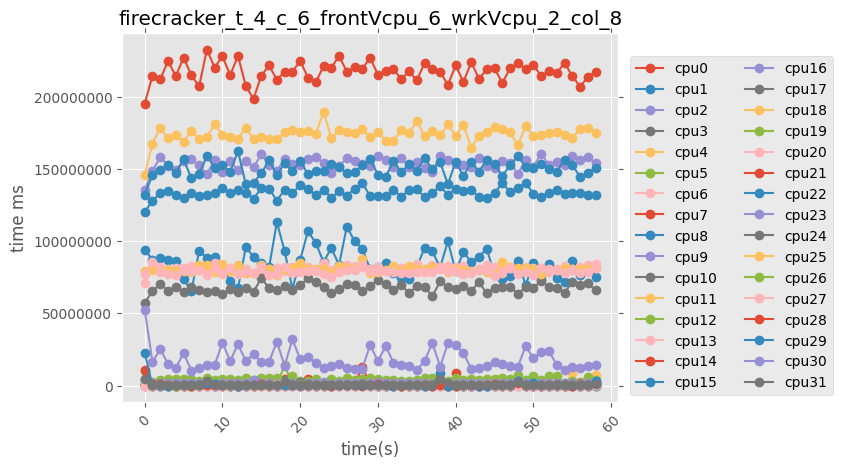 firecracker_t_4_c_6_frontVcpu_6_wrkVcpu_2_col_8
time ms
200000000
150000000
100000000
50000000
0
0
10
20
30
40
50
60
time(s)
cpu0
cpu1
cpu2
cpu3
cpu4
cpu5
cpu6
cpu7
cpu8
cpu9
cpu10
cpu11
cpu12
cpu13
cpu14
cpu15
cpu16
cpu17
cpu18
cpu19
cpu20
cpu21
cpu22
cpu23
cpu24
cpu25
cpu26
cpu27
cpu28
cpu29
cpu30
cpu31